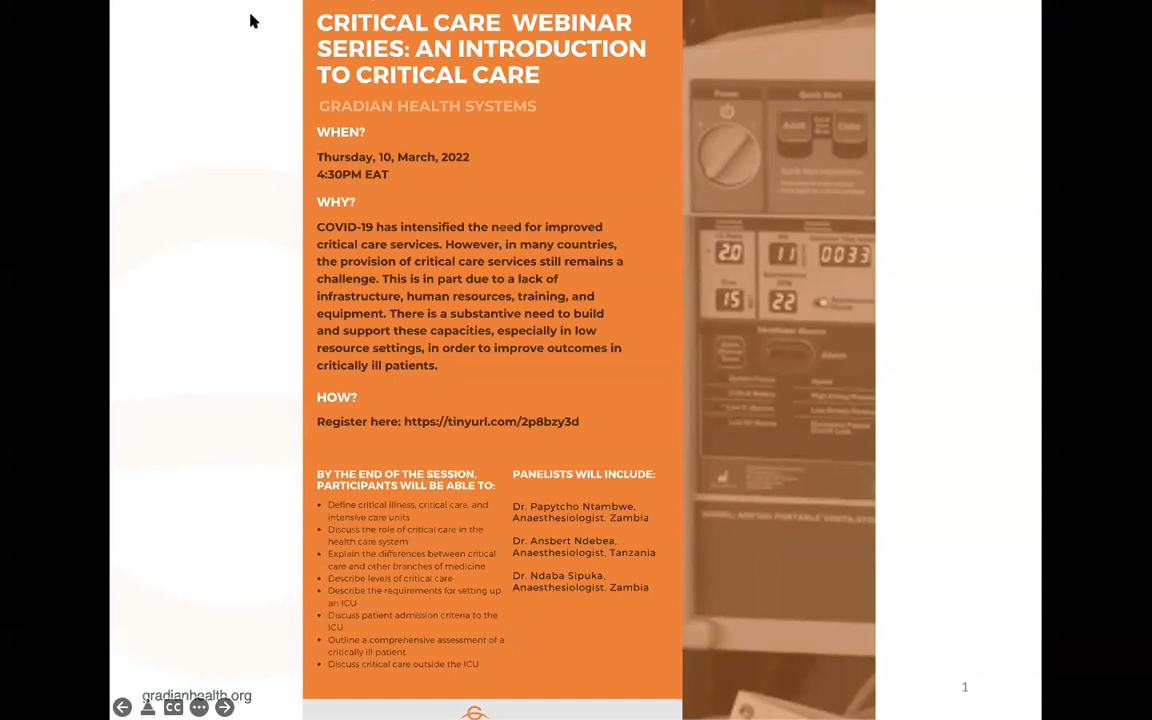 CRITICAL CARE WEBINAR
SERIES: AN INTRODUCTION
TO CRITICAL CARE
GRADIAN HEALTH SYSTEMS
WHEN?
Thursday, 10, March, 2022
4:30PM EAT
WHY?
COVID-19 has intensified the need for improved
critical care services. However, in many countries,
the provision of critical care services still remains a
challenge. This is in part due to a lack of
infrastructure, human resources, training, and
equipment. There is a substantive need to build
and support these capacities, especially in low
resource settings, in order to improve outcomes in
critically ill patients.
HOW?
Register here: https://tinyurl.com/2p8bzy3d
BY THE END OF THE SESSION,
PARTICIPANTS WILL BE ABLE TO:
• Define critical illness, critical care, and
intensive care units
• Discuss the role of critical care in the
health care system
• Explain the differences between critical
care and other branches of medicine
• Describe levels of critical care
• Describe the requirements for setting up
an ICU
• Discuss patient admission criteria to the
ICU
• Outline a comprehensive assessment of a
critically ill patient
• Discuss critical care outside the ICU
PANELISTS WILL INCLUDE:
Dr. Papytcho Ntambwe,
Anaesthesiologist, Zambia
Dr. Ansbert Ndebea,
Anaesthesiologist, Tanzania
Dr. Ndaba Sipuka,
Anaesthesiologist, Zambia
Power
Quick Start
Adult
Child
2.0
11
0033
15
22
Alarm
gradianhealth.org
CC
1